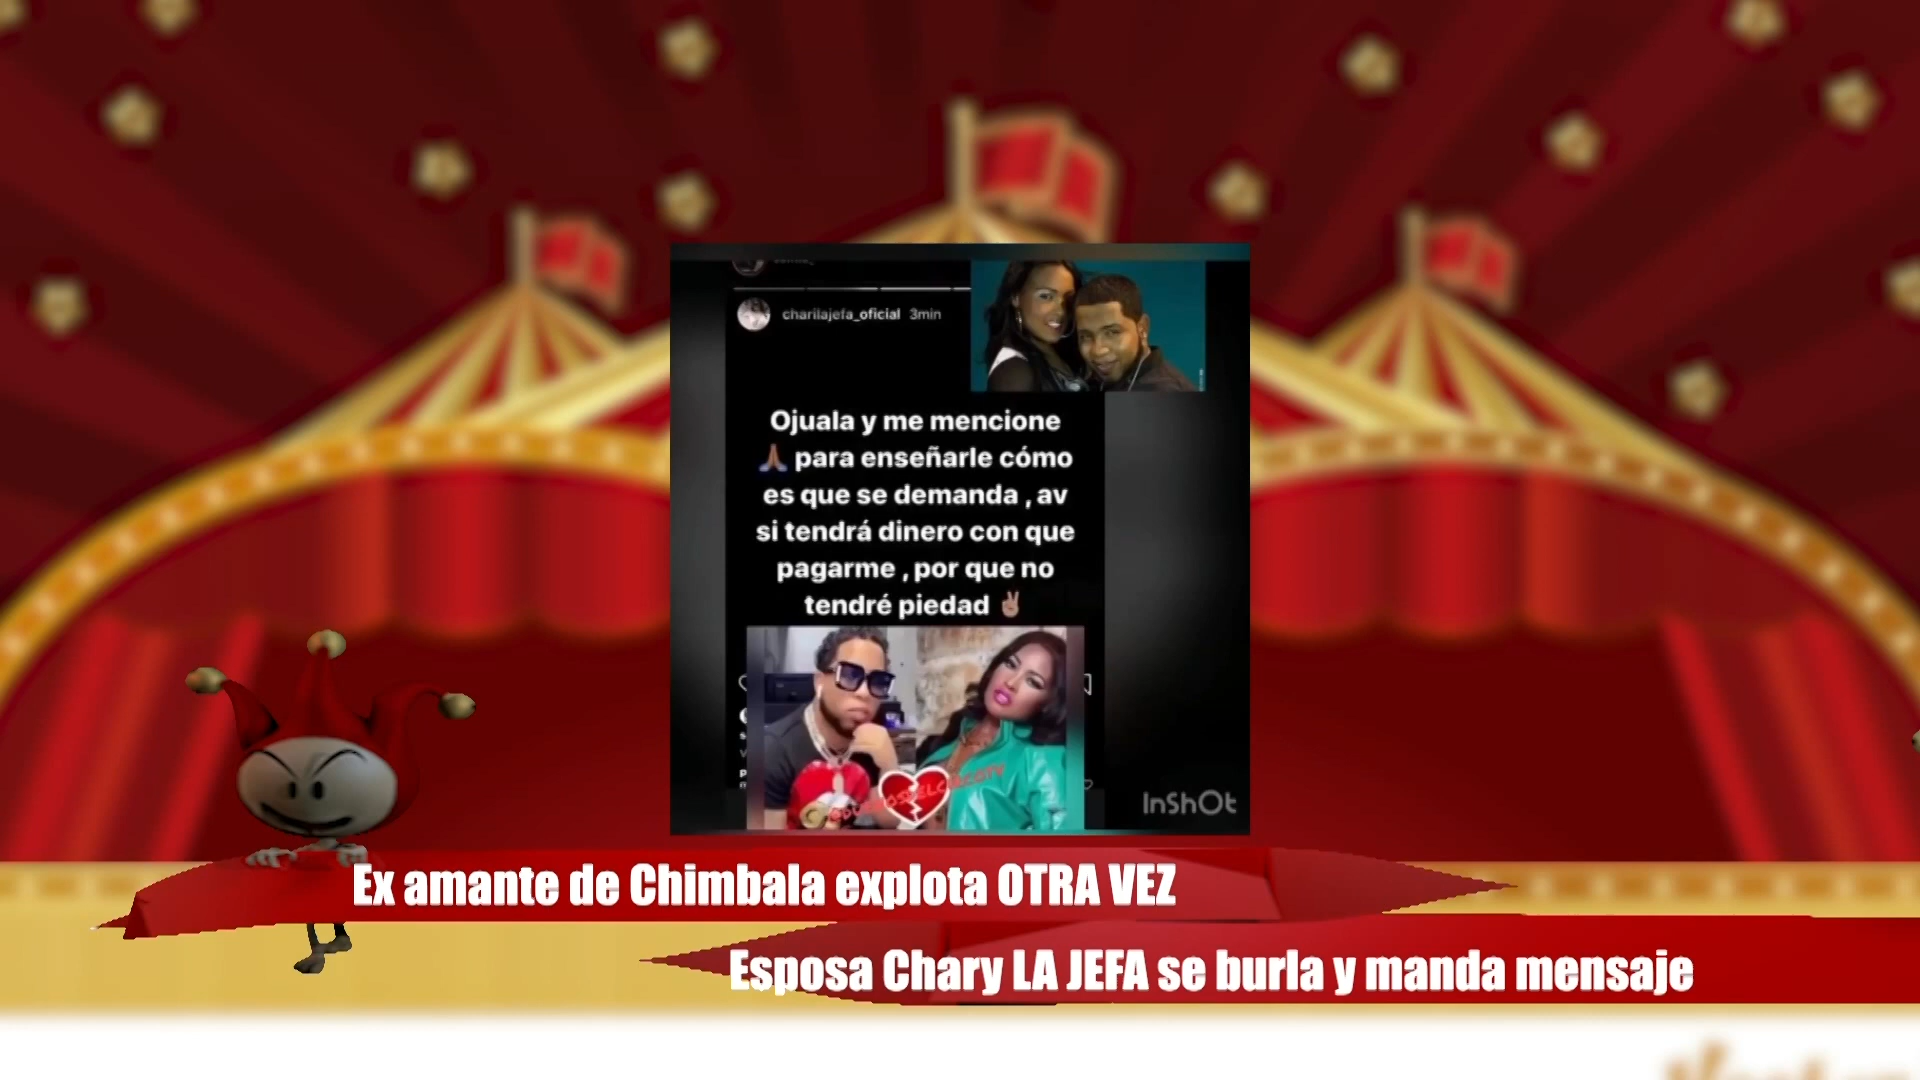 charilajefa_oficial 3min
Ojuala y me mencione
🙏🏽 para enseñarle cómo
es que se demanda , av
si tendrá dinero con que
pagarme , por que no
tendré piedad ✌🏽
InShOt
Ex amante de Chimbala explota OTRA VEZ
Esposa Chary LA JEFA se burla y manda mensaje